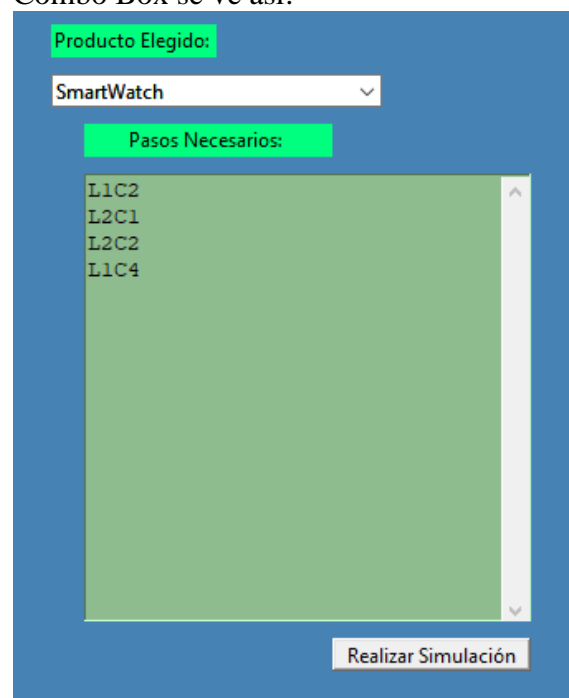 Combo Box se ve así:
Producto Elegido:
SmartWatch
Pasos Necesarios:
L1C2
L2C1
L2C2
L1C4
Realizar Simulación